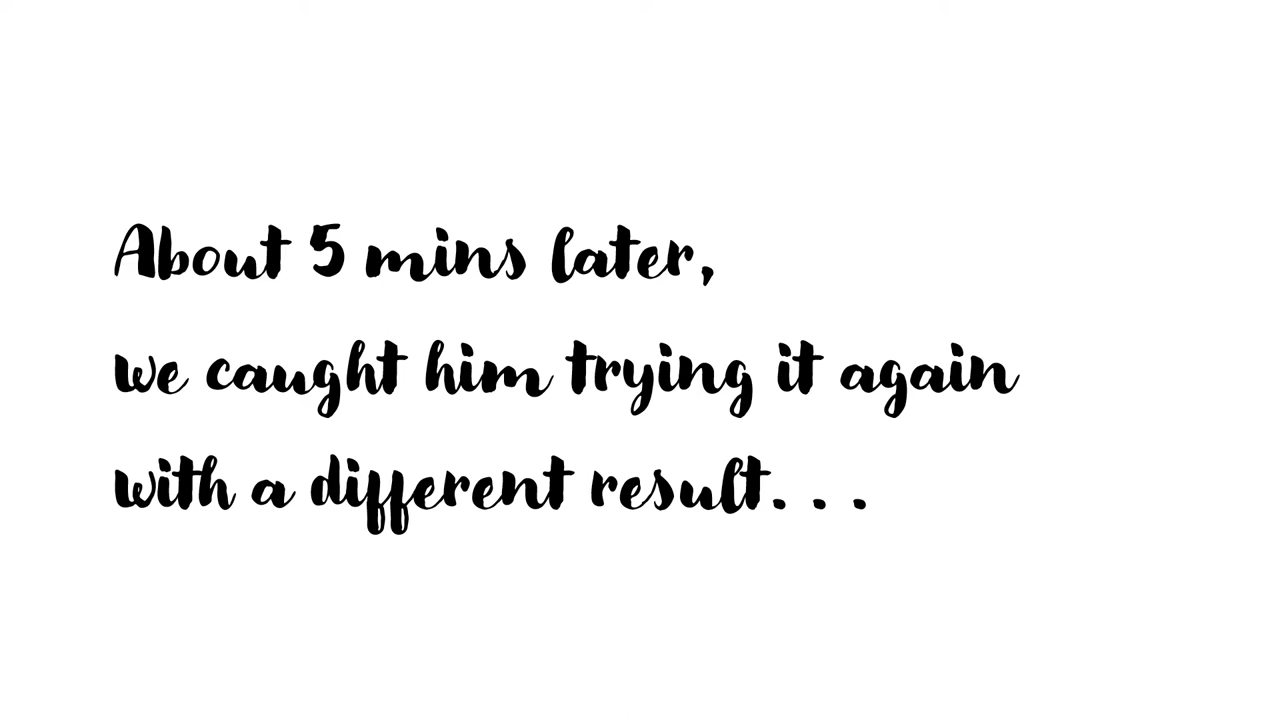 About 5 mins later,
we caught him trying it again
with a different result. . .